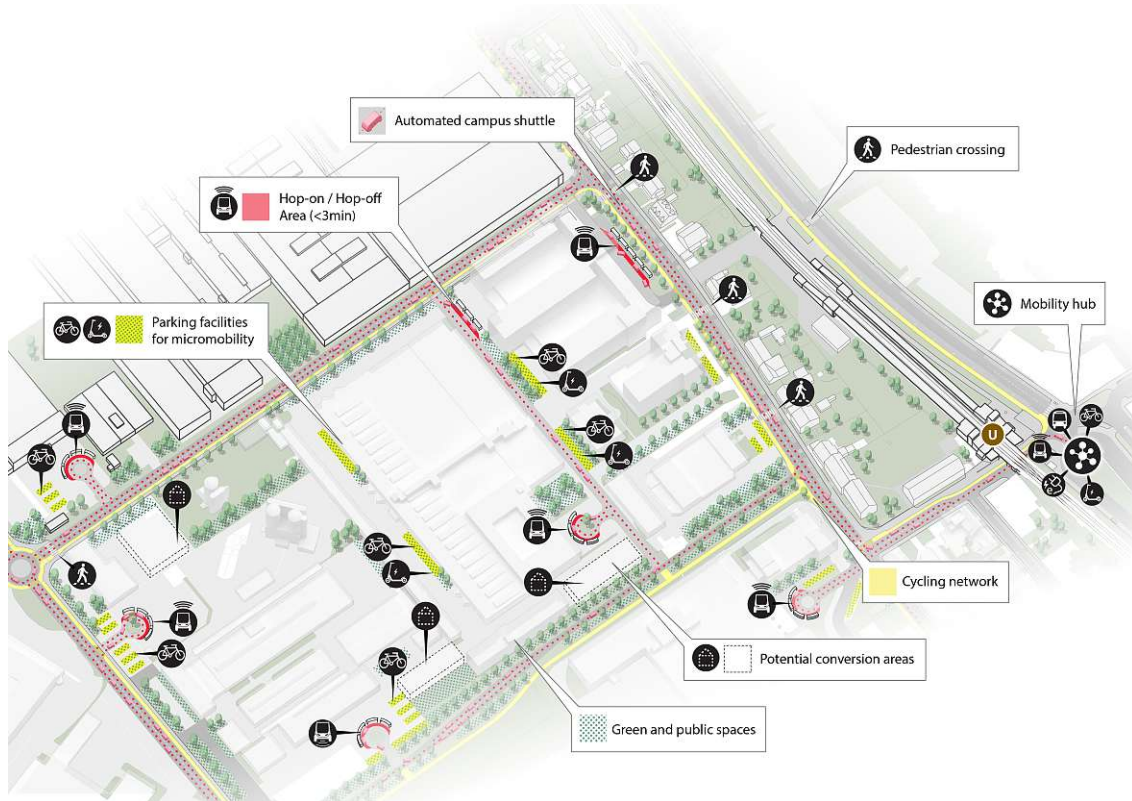 Automated campus shuttle
Pedestrian crossing
Hop-on / Hop-off
Area (<3min)
Mobility hub
Parking facilities
for micromobility
U
Cycling network
Potential conversion areas
Green and public spaces